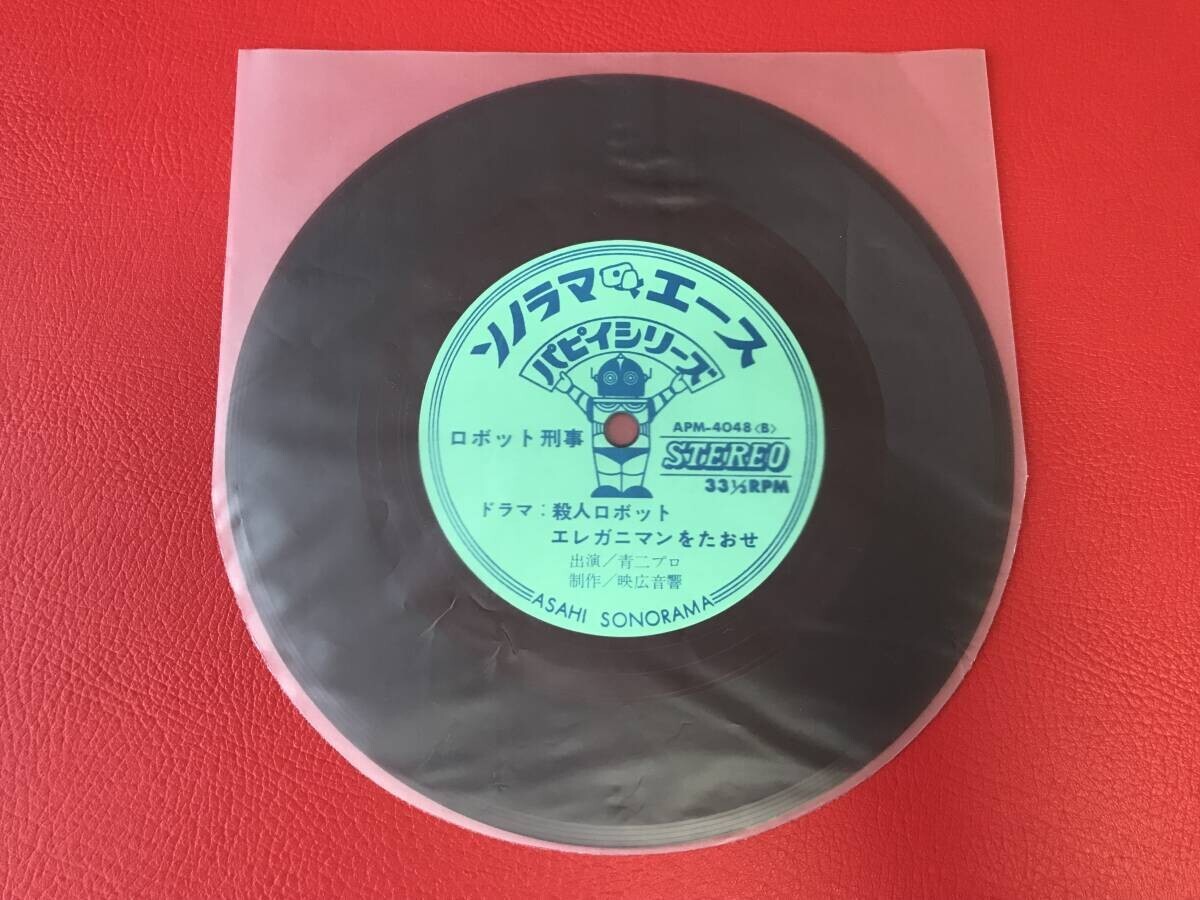 ソノラマエース
パピイシリーズ
ロボット刑事
APM-4048〈B〉
STEREO
33⅓RPM
ドラマ:殺人ロボット
エレガニマンをたおせ
出演/青二プロ
制作/映広音響
ASAHI SONORAMA